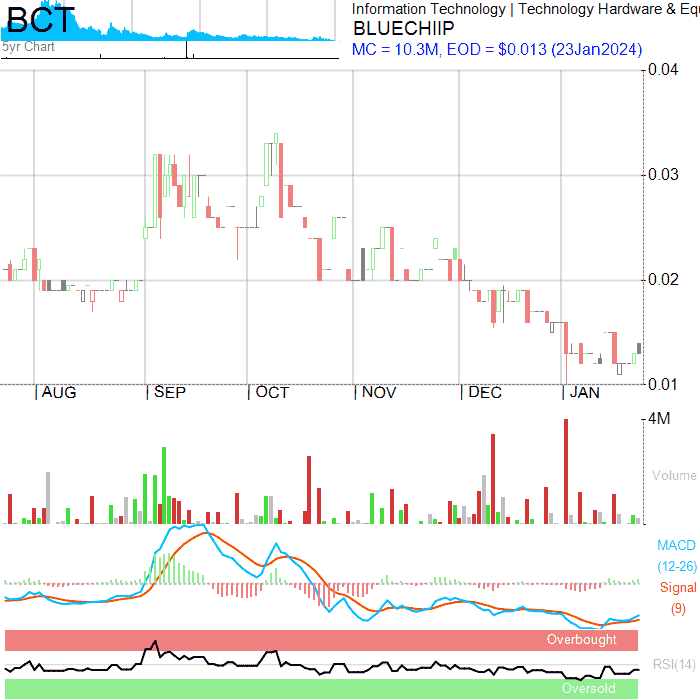 BCT
5yr Chart
Information Technology | Technology Hardware & Equ
BLUECHIIP
MC = 10.3M, EOD = $0.013 (23Jan2024)
0.04
0.03
0.02
0.01
AUG SEP OCT NOV DEC JAN
4M
Volume
MACD
(12-26)
Signal
(9)
Overbought
RSI(14)
Oversold